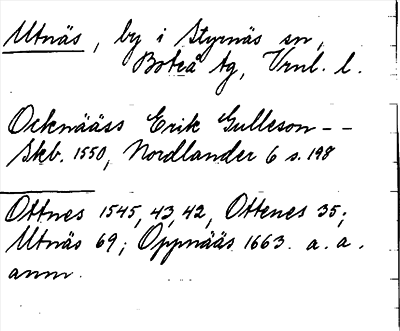 Utnäs, by i Styrnäs sn,
Boteå tg, Vrnl. l.
Ocknääss Erik Gulleson--
Skb. 1550, Nordlander 6 s. 198
Ottnes 1545, 43, 42, Ottenes 35;
Utnäs 69; Oppnääs 1663. a. a.
anm.